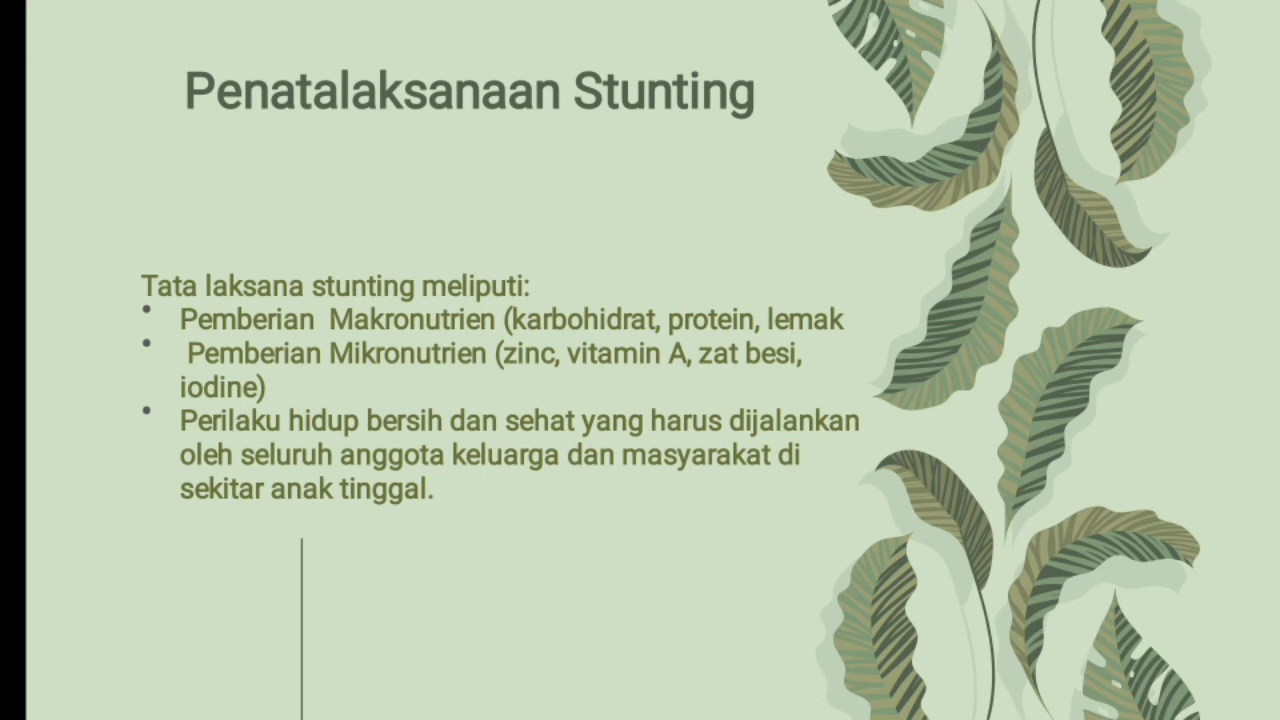 Penatalaksanaan Stunting
Tata laksana stunting meliputi:
• Pemberian  Makronutrien (karbohidrat, protein, lemak
•  Pemberian Mikronutrien (zinc, vitamin A, zat besi,
iodine)
• Perilaku hidup bersih dan sehat yang harus dijalankan
oleh seluruh anggota keluarga dan masyarakat di
sekitar anak tinggal.